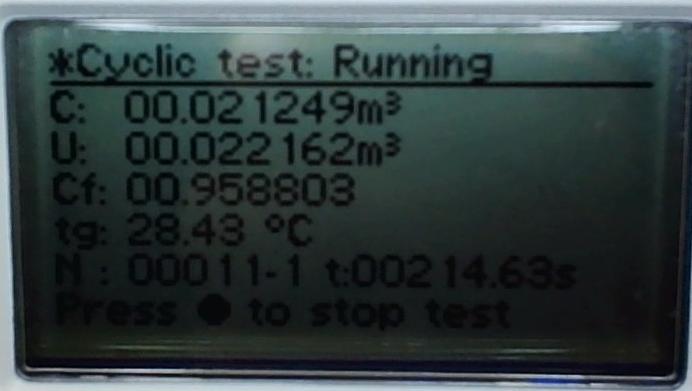 *Cyclic test: Running
C: 00.021249m³
U: 00.022162m³
Cf: 00.958803
tg: 28.43 °C
N : 00011-1 t:00214.63s
Press ● to stop test